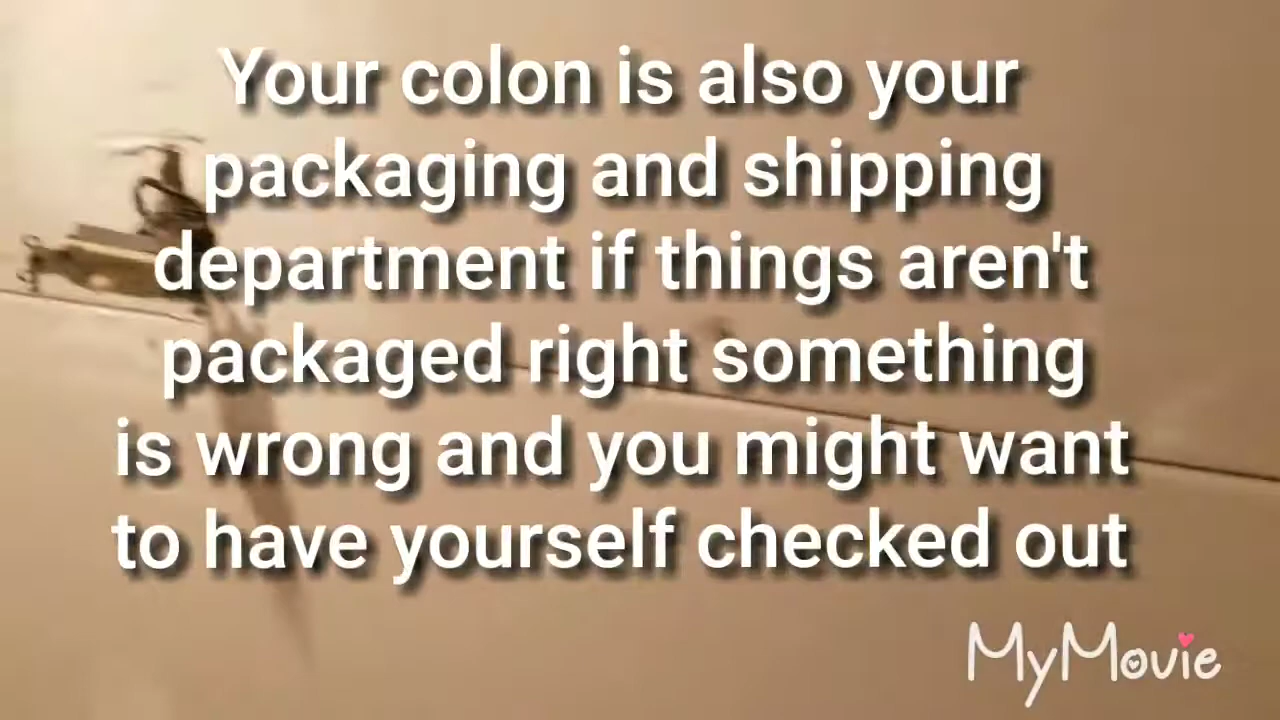 Your colon is also your
packaging and shipping
department if things aren't
packaged right something
is wrong and you might want
to have yourself checked out
MyMovie